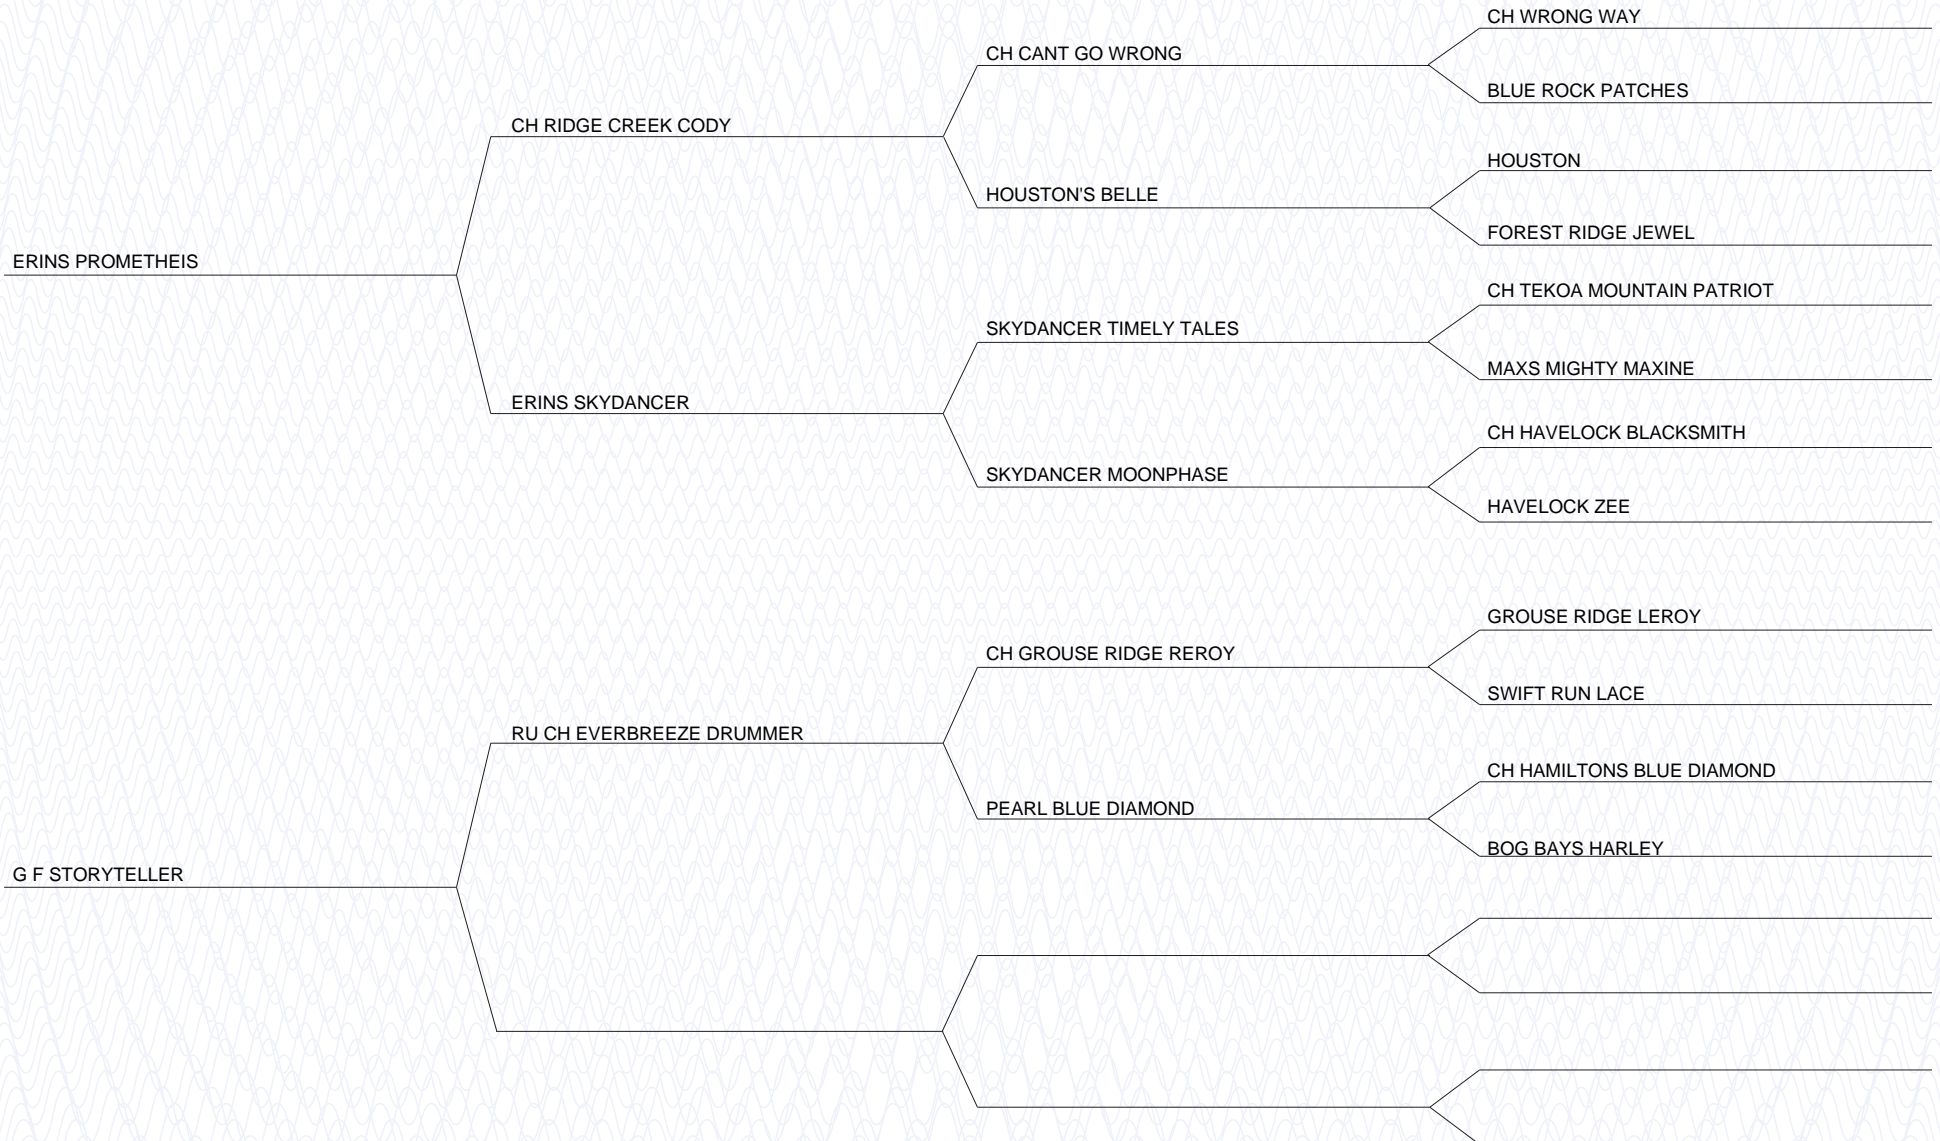 CH WRONG WAY
CH CANT GO WRONG
BLUE ROCK PATCHES
CH RIDGE CREEK CODY
HOUSTON
HOUSTON'S BELLE
FOREST RIDGE JEWEL
ERINS PROMETHEIS
CH TEKOA MOUNTAIN PATRIOT
SKYDANCER TIMELY TALES
MAXS MIGHTY MAXINE
ERINS SKYDANCER
CH HAVELOCK BLACKSMITH
SKYDANCER MOONPHASE
HAVELOCK ZEE
GROUSE RIDGE LEROY
CH GROUSE RIDGE REROY
SWIFT RUN LACE
RU CH EVERBREEZE DRUMMER
CH HAMILTONS BLUE DIAMOND
PEARL BLUE DIAMOND
BOG BAYS HARLEY
G F STORYTELLER